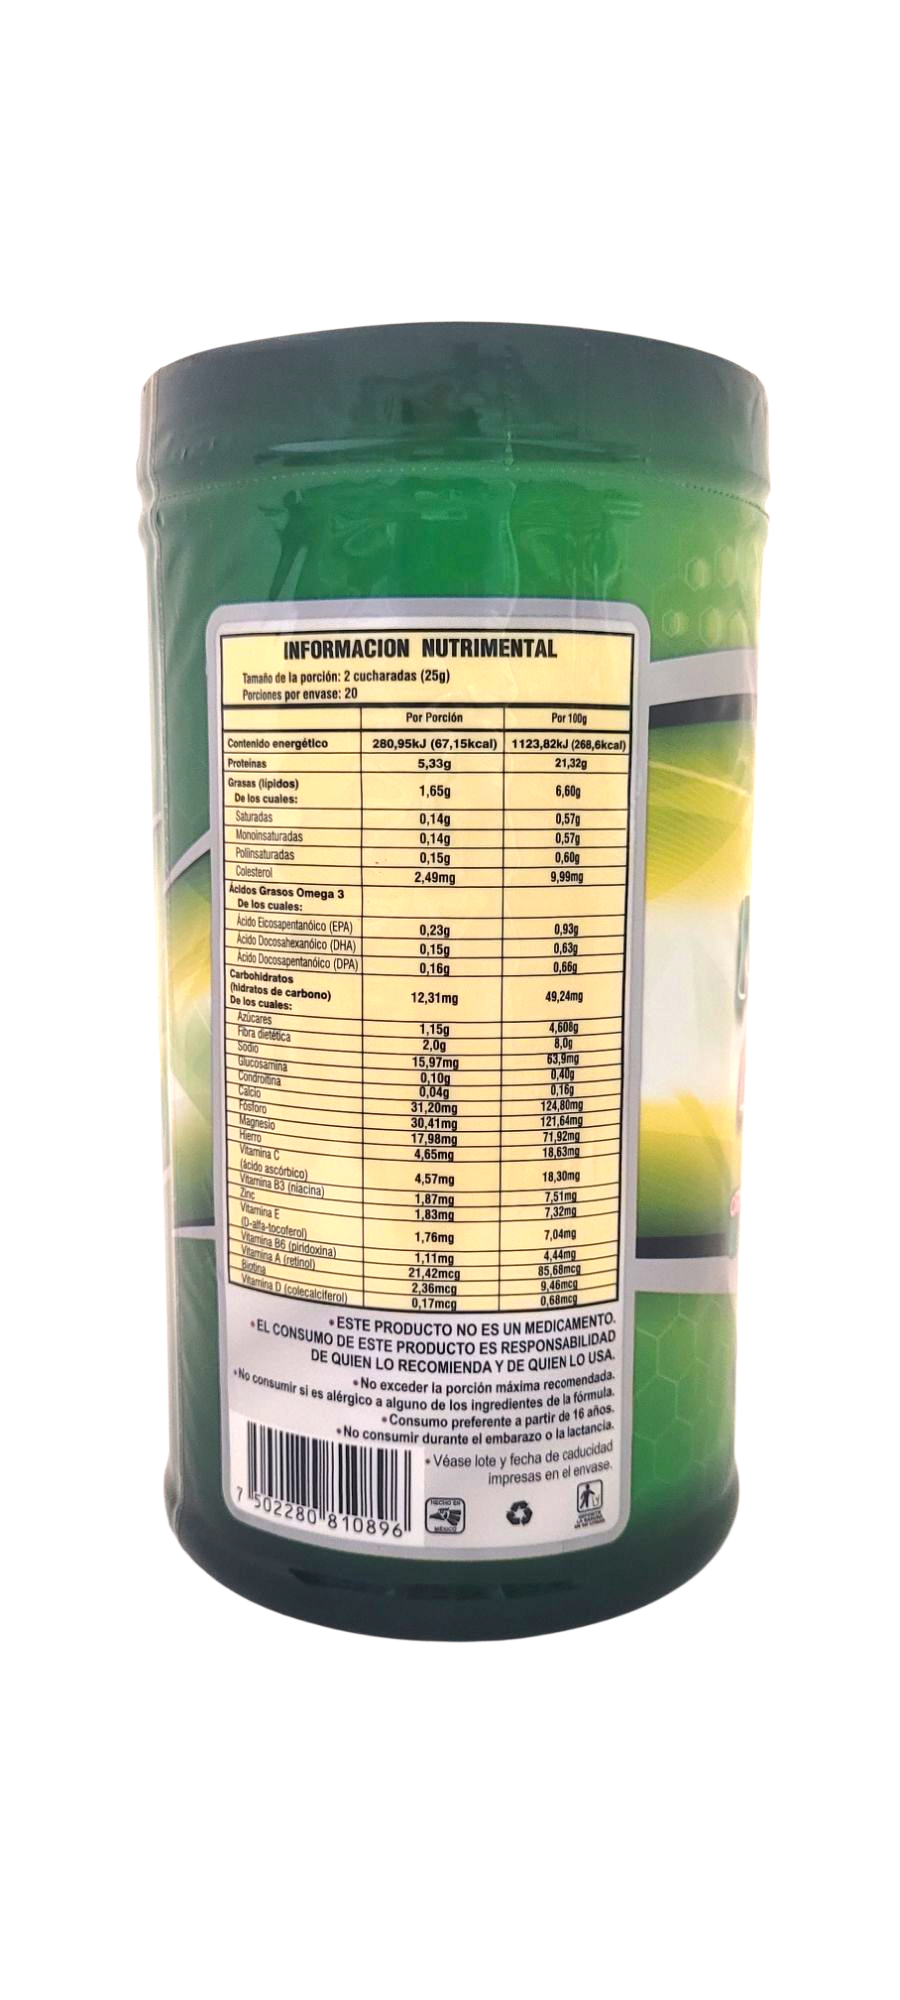 INFORMACION NUTRIMENTAL
Tamaño de la porción: 2 cucharadas (25g)
Porciones por envase: 20
Por Porción Por 100g
Contenido energético 280,95kJ (67,15kcal) 1123,82kJ (268,6kcal)
Proteinas 5,33g 21,32g
Grasas (lípidos)
De los cuales: 1,65g 6,60g
Saturadas 0,14g 0,57g
Monoinsaturadas 0,14g 0,57g
Poliinsaturadas 0,15g 0,60g
Colesterol 2,49mg 9,99mg
Ácidos Grasos Omega 3
De los cuales:
Ácido Eicosapentanóico (EPA) 0,23g 0,93g
Ácido Docosahexanóico (DHA) 0,15g 0,63g
Ácido Docosapentanóico (DPA) 0,16g 0,66g
Carbohidratos
(hidratos de carbono) 12,31mg 49,24mg
De los cuales:
Azúcares 1,15g 4,608g
Fibra dietética 2,0g 8,0g
Sodio 15,97mg 63,9mg
Glucosamina 0,10g 0,40g
Condroitina 0,04g 0,16g
Calcio 31,20mg 124,80mg
Fósforo 30,41mg 121,64mg
Magnesio 17,98mg 71,92mg
Hierro 4,65mg 18,63mg
Vitamina C
(ácido ascórbico) 4,57mg 18,30mg
Vitamina B3 (niacina) 1,87mg 7,51mg
Zinc 1,83mg 7,32mg
Vitamina E
(D-alfa-tocoferol) 1,76mg 7,04mg
Vitamina B6 (piridoxina) 1,11mg 4,44mg
Vitamina A (retinol) 21,42mcg 85,68mcg
Biotina 2,36mcg 9,46mcg
Vitamina D (colecalciferol) 0,17mcg 0,68mcg
•ESTE PRODUCTO NO ES UN MEDICAMENTO.
•EL CONSUMO DE ESTE PRODUCTO ES RESPONSABILIDAD
DE QUIEN LO RECOMIENDA Y DE QUIEN LO USA.
•No exceder la porción máxima recomendada.
•No consumir si es alérgico a alguno de los ingredientes de la fórmula.
•Consumo preferente a partir de 16 años.
•No consumir durante el embarazo o la lactancia.
•Véase lote y fecha de caducidad
impresas en el envase.
7 502280 810896
HECHO EN
MÉXICO